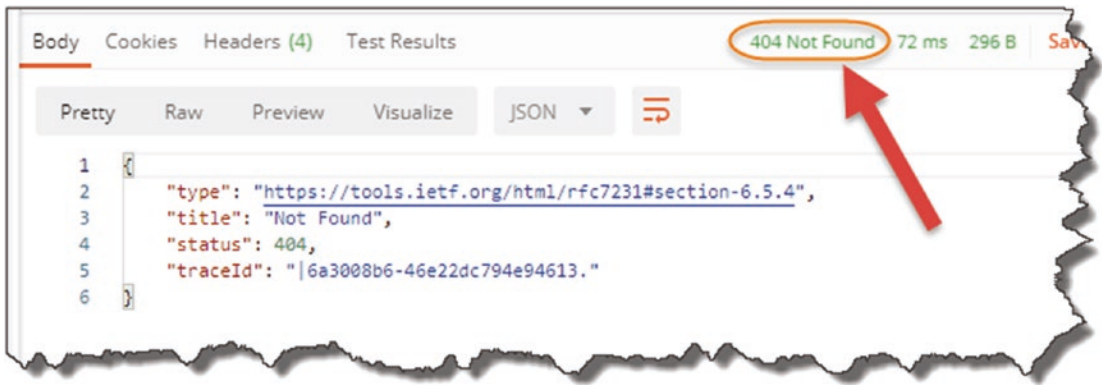 Body Cookies Headers (4) Test Results 404 Not Found 72 ms 296 B
Pretty Raw Preview Visualize JSON
1 {
2 "type": "https://tools.ietf.org/html/rfc7231#section-6.5.4",
3 "title": "Not Found",
4 "status": 404,
5 "traceId": "|6a3008b6-46e22dc794e94613."
6 }